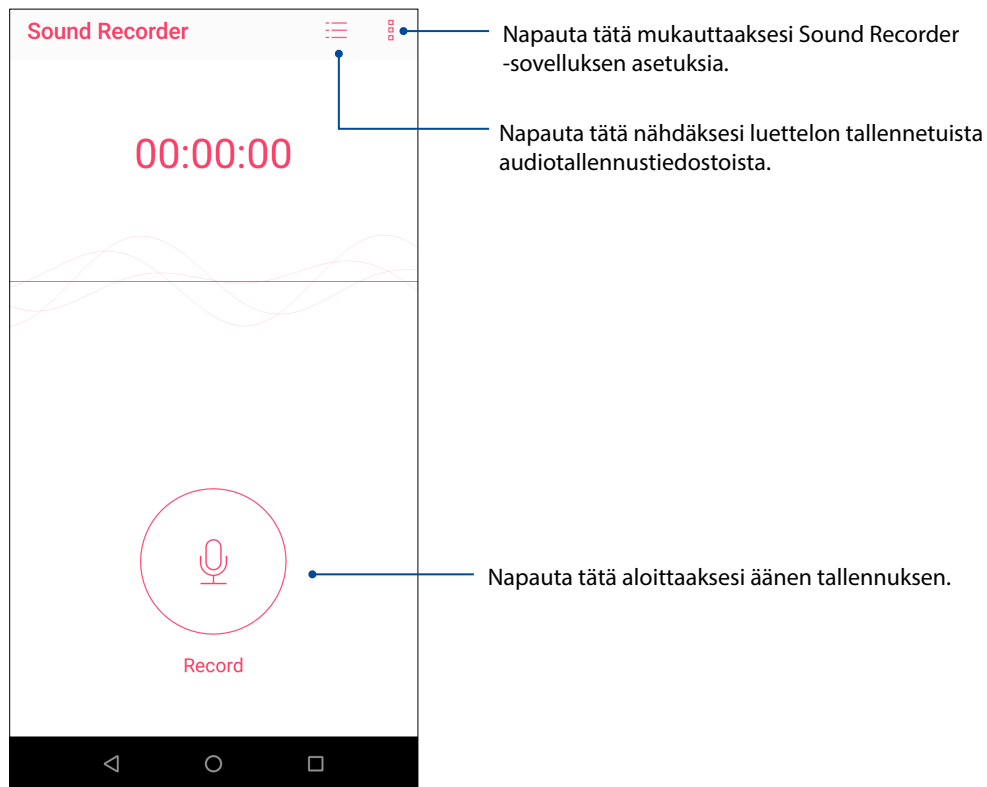 Sound Recorder
Napauta tätä mukauttaaksesi Sound Recorder
-sovelluksen asetuksia.
Napauta tätä nähdäksesi luettelon tallennetuista
audiotallennustiedostoista.
00:00:00
Napauta tätä aloittaaksesi äänen tallennuksen.
Record